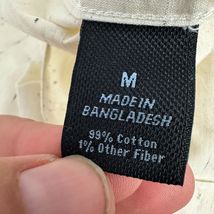 M
MADE IN
BANGLADESH
99% Cotton
1% Other Fiber